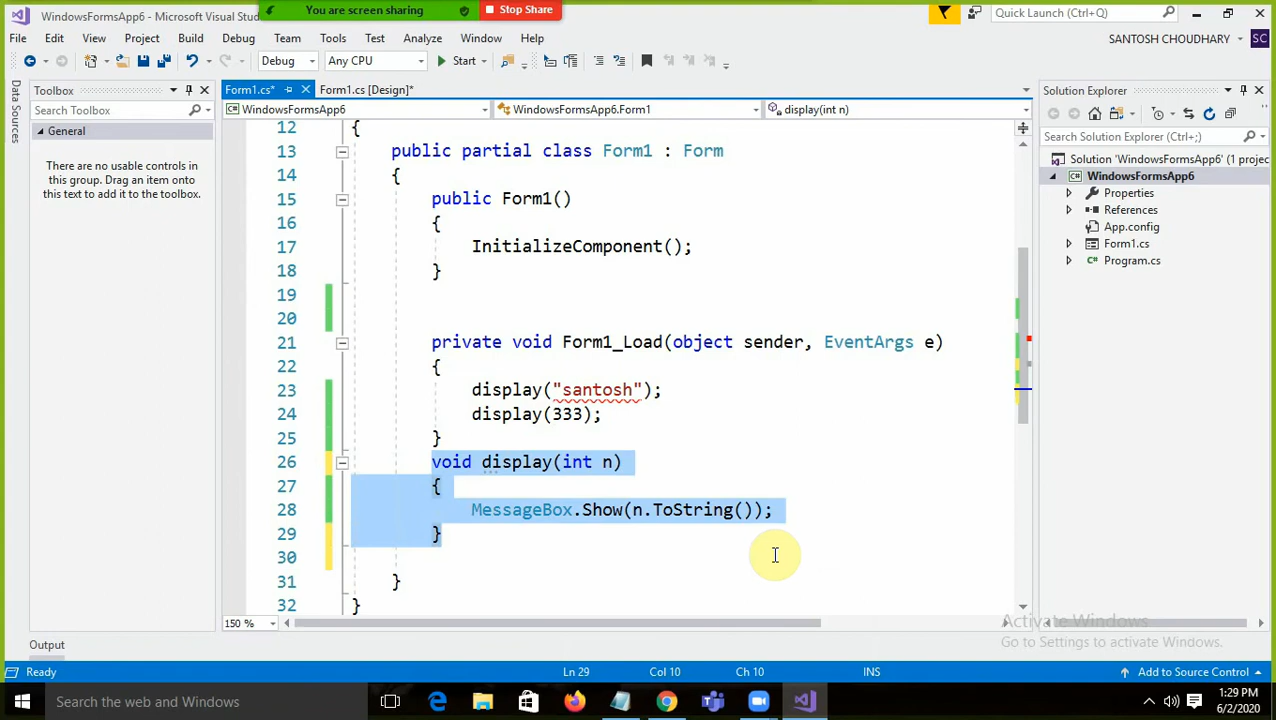 You are screen sharing
Stop Share
WindowsFormsApp6 - Microsoft Visual Stud
Quick Launch (Ctrl+Q)
File Edit View Project Build Debug Team Tools Test Analyze Window Help
SANTOSH CHOUDHARY SC
Debug Any CPU Start
Data Sources
Toolbox
Search Toolbox
General
There are no usable controls in
this group. Drag an item onto
this text to add it to the toolbox.
Form1.cs* Form1.cs [Design]*
WindowsFormsApp6 WindowsFormsApp6.Form1 display(int n)
12 {
13 public partial class Form1 : Form
14 {
15 public Form1()
16 {
17 InitializeComponent();
18 }
19
20
21 private void Form1_Load(object sender, EventArgs e)
22 {
23 display("santosh");
24 display(333);
25 }
26 void display(int n)
27 {
28 MessageBox.Show(n.ToString());
29 }
30
31 }
32 }
150 %
Solution Explorer
Search Solution Explorer (Ctrl+;)
Solution 'WindowsFormsApp6' (1 projec
WindowsFormsApp6
Properties
References
App.config
Form1.cs
Program.cs
Activate Windows
Go to Settings to activate Windows.
Output
Ready Ln 29 Col 10 Ch 10 INS Add to Source Control
Search the web and Windows
1:29 PM
6/2/2020